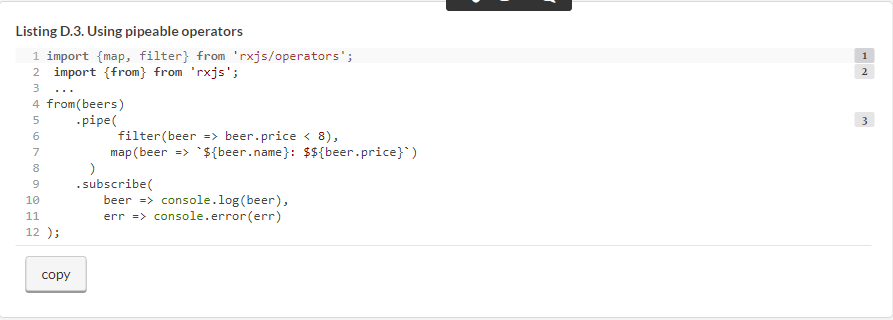 Listing D.3. Using pipeable operators
1 import {map, filter} from 'rxjs/operators'; 1
2  import {from} from 'rxjs'; 2
3  ...
4 from(beers)
5     .pipe( 3
6           filter(beer => beer.price < 8),
7          map(beer => `${beer.name}: $${beer.price}`)
8       )
9     .subscribe(
10         beer => console.log(beer),
11         err => console.error(err)
12 );
copy